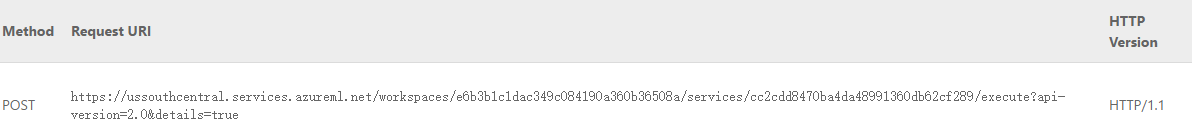 Method Request URI HTTP Version
POST https://ussouthcentral.services.azureml.net/workspaces/e6b3b1c1dac349c084190a360b36508a/services/cc2cdd8470ba4da48991360db62cf289/execute?api-
version=2.0&details=true HTTP/1.1